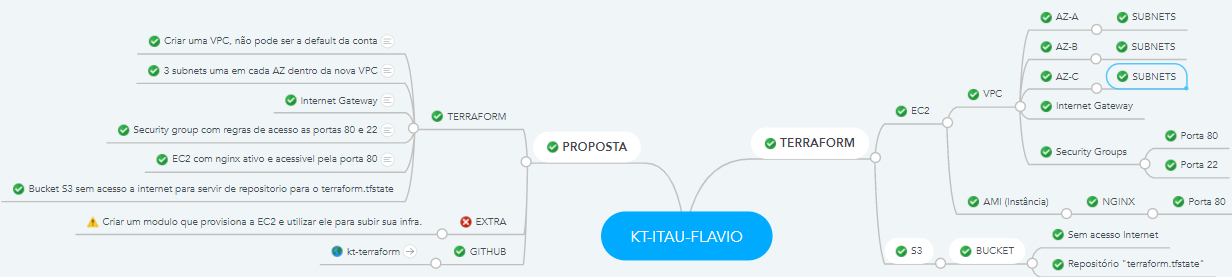 Criar uma VPC, não pode ser a default da conta
3 subnets uma em cada AZ dentro da nova VPC
Internet Gateway
Security group com regras de acesso as portas 80 e 22
EC2 com nginx ativo e acessivel pela porta 80
Bucket S3 sem acesso a internet para servir de repositorio para o terraform.tfstate
TERRAFORM
Criar um modulo que provisiona a EC2 e utilizar ele para subir sua infra.
EXTRA
kt-terraform
GITHUB
PROPOSTA
KT-ITAU-FLAVIO
TERRAFORM
EC2
VPC
AZ-A
SUBNETS
AZ-B
SUBNETS
AZ-C
SUBNETS
Internet Gateway
Security Groups
Porta 80
Porta 22
AMI (Instância)
NGINX
Porta 80
S3
BUCKET
Sem acesso Internet
Repositório "terraform.tfstate"